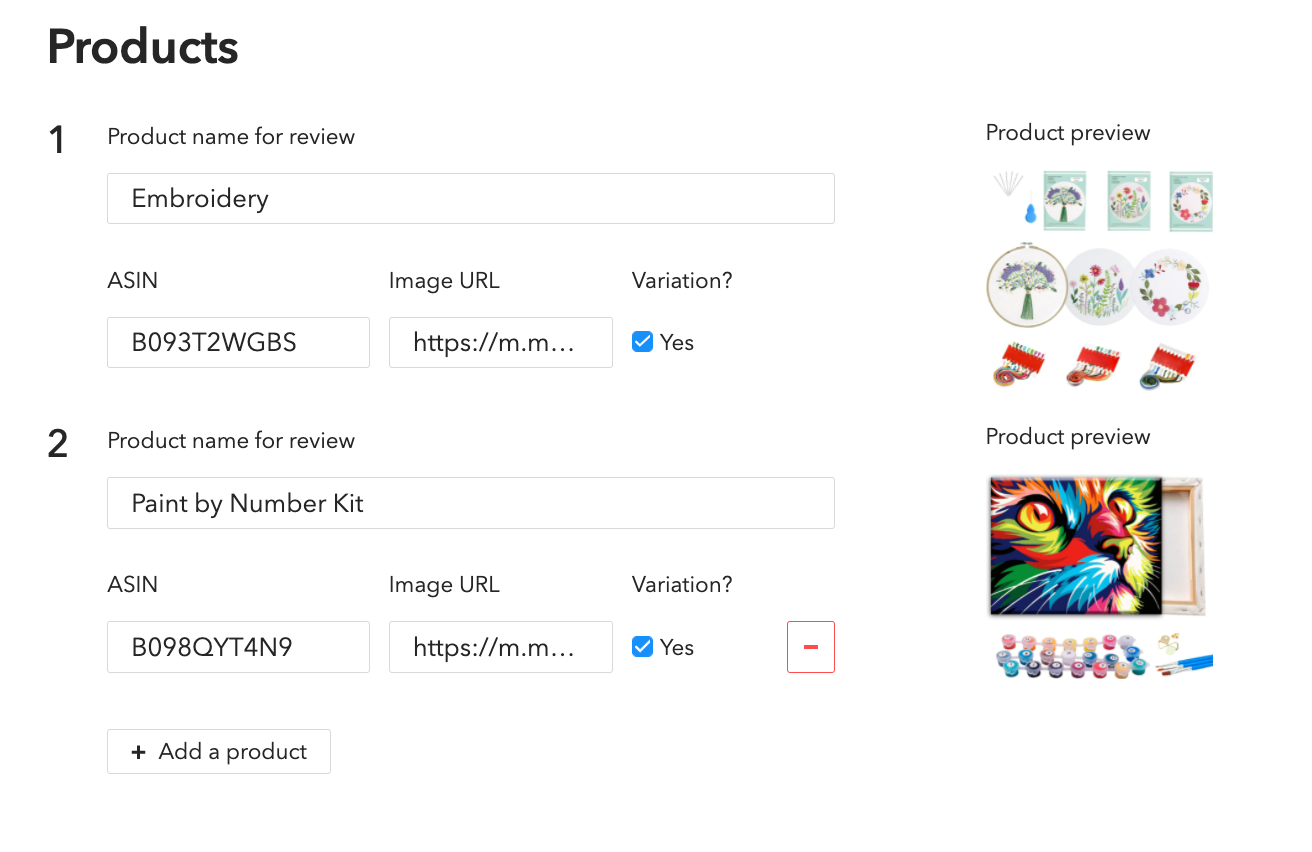 Products
1
Product name for review
Product preview
Embroidery
ASIN
Image URL
Variation?
B093T2WGBS
https://m.m…
Yes
2
Product name for review
Product preview
Paint by Number Kit
ASIN
Image URL
Variation?
B098QYT4N9
https://m.m…
Yes
+ Add a product